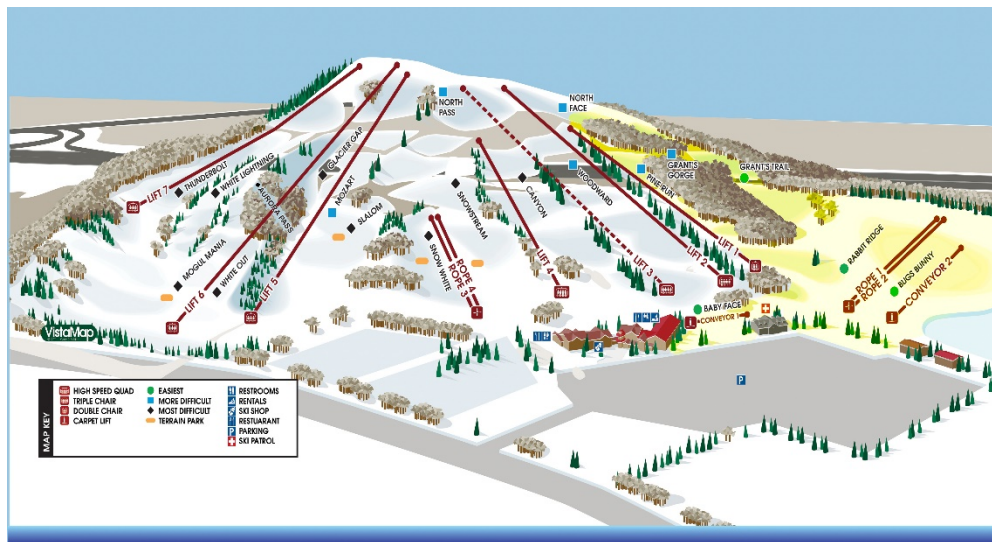 NORTH
PASS
NORTH
FACE
GLACIER GAP
THUNDERBOLT
WHITE LIGHTNING
AURORA PASS
LIFT 7
MOZART
SLALOM
SNOWSTREAM
CANYON
WOODWARD
PINE RUN
GRANT'S
GORGE
GRANT'S TRAIL
MOGUL MANIA
WHITE OUT
LIFT 6
LIFT 5
SNOW WHITE
ROPE 4
ROPE 3
LIFT 4
LIFT 3
LIFT 2
LIFT 1
RABBIT RIDGE
ROPE 1
ROPE 2
BUGS BUNNY
CONVEYOR 2
BABY FACE
CONVEYOR 1
VistaMap
P
MAP KEY
HIGH SPEED QUAD
TRIPLE CHAIR
DOUBLE CHAIR
CARPET LIFT
EASIEST
MORE DIFFICULT
MOST DIFFICULT
TERRAIN PARK
RESTROOMS
RENTALS
SKI SHOP
RESTUARANT
P PARKING
SKI PATROL